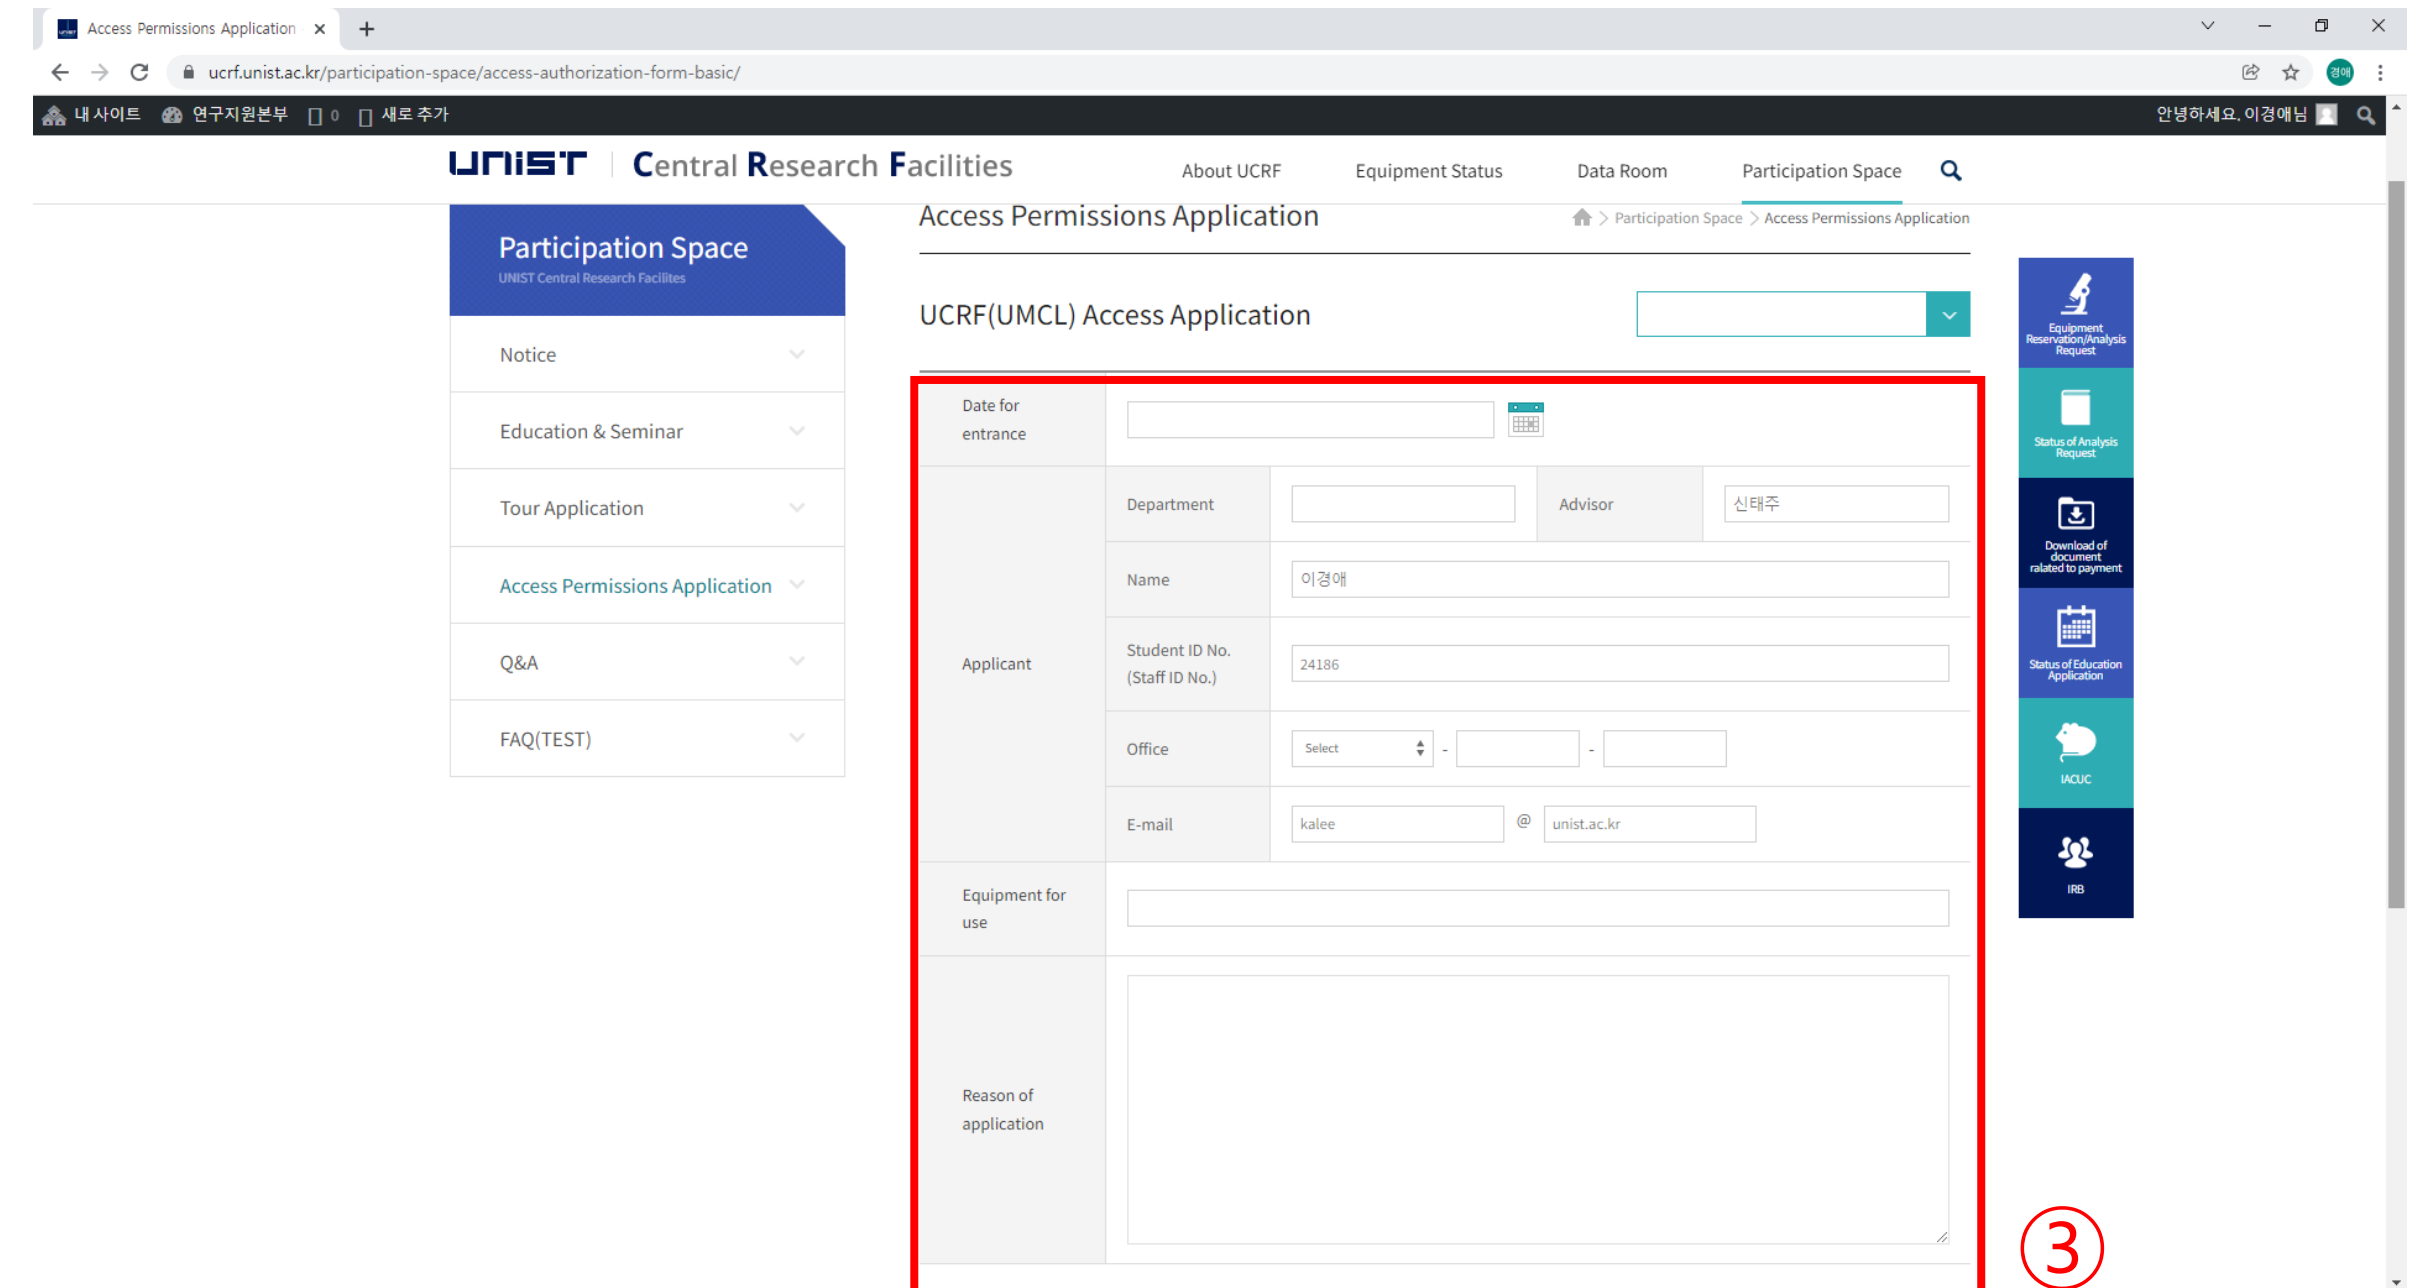 Access Permissions Application
ucrf.unist.ac.kr/participation-space/access-authorization-form-basic/
경애
내 사이트 연구지원본부 0 새로 추가
안녕하세요, 이경애님
UNIST Central Research Facilities
About UCRF Equipment Status Data Room Participation Space
Participation Space
UNIST Central Research Facilites
Notice
Education & Seminar
Tour Application
Access Permissions Application
Q&A
FAQ(TEST)
Access Permissions Application
> Participation Space > Access Permissions Application
UCRF(UMCL) Access Application
Date for
entrance
Applicant
Department
Advisor 신태주
Name 이경애
Student ID No.
(Staff ID No.)
24186
Office Select - -
E-mail kalee @ unist.ac.kr
Equipment for
use
Reason of
application
Equipment
Reservation/Analysis
Request
Status of Analysis
Request
Download of
document
ralated to payment
Status of Education
Application
IACUC
IRB
③